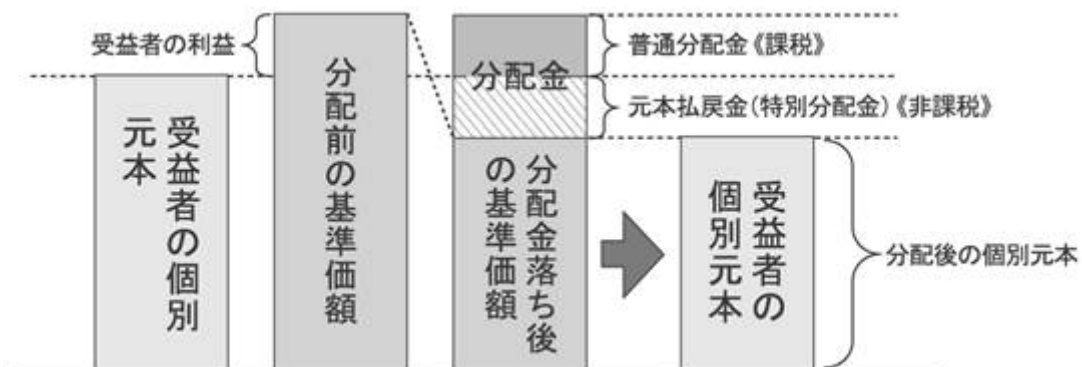 受益者の利益
受益者の個別
元本
分配前の基準価額
分配金
分配金落ち後
の基準価額
普通分配金《課税》
元本払戻金(特別分配金)《非課税》
受益者の
個別元本
分配後の個別元本